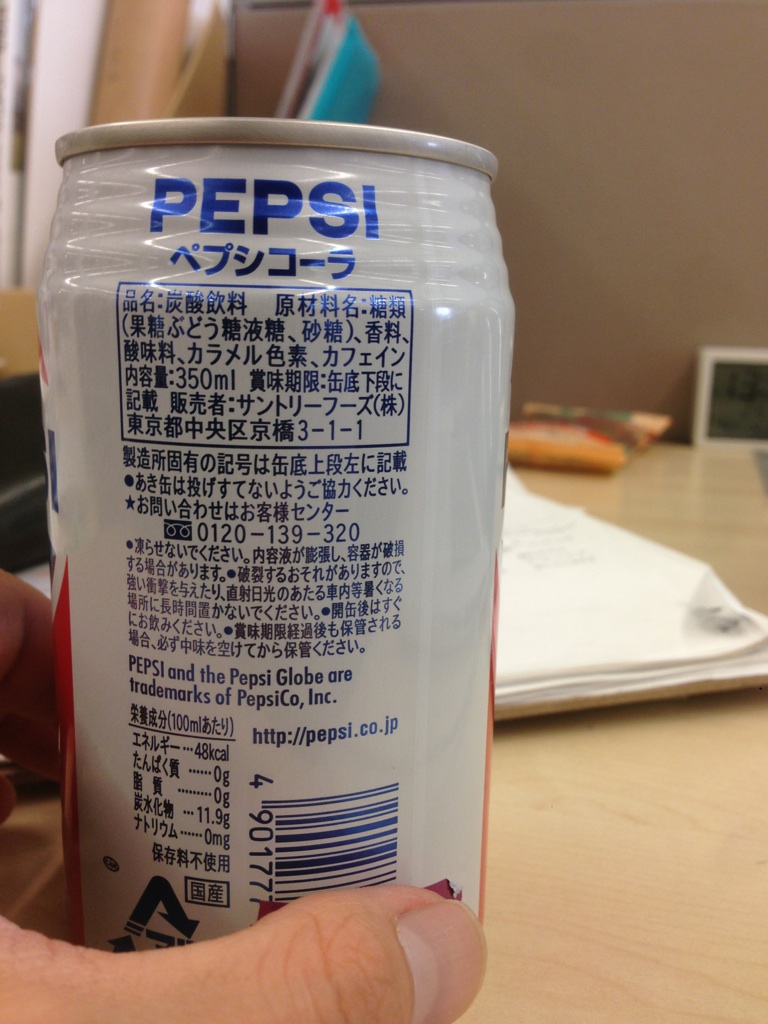 PEPSI
ペプシコーラ
品名:炭酸飲料 原材料名:糖類
(果糖ぶどう糖液糖、砂糖)、香料、
酸味料、カラメル色素、カフェイン
内容量:350ml 賞味期限:缶底下段に
記載 販売者:サントリーフーズ(株)
東京都中央区京橋3-1-1
製造所固有の記号は缶底上段左に記載
●あき缶は投げすてないようご協力ください。
★お問い合わせはお客様センター
0120-139-320
●凍らせないでください。内容液が膨張し、容器が破損
する場合があります。●破裂するおそれがありますので、
強い衝撃を与えたり、直射日光のあたる車内等暑くなる
場所に長時間置かないでください。●開缶後はすぐ
にお飲みください。●賞味期限経過後も保管される
場合、必ず中味を空けてから保管ください。
PEPSI and the Pepsi Globe are
trademarks of PepsiCo, Inc.
栄養成分(100mlあたり)
エネルギー…48kcal
たんぱく質……0g
脂 質………0g
炭水化物…11.9g
ナトリウム……0mg
保存料不使用
国産
http://pepsi.co.jp
4 901777